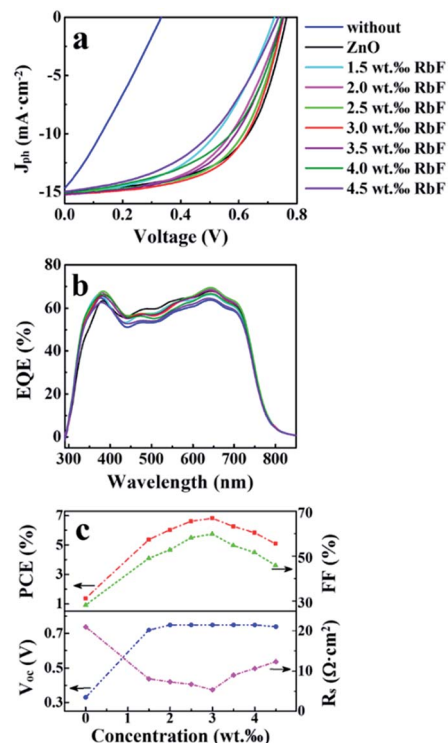 a
0
-5
-10
-15
J_ph (mA·cm⁻²)
0.0 0.2 0.4 0.6 0.8
Voltage (V)
without
ZnO
1.5 wt.‰ RbF
2.0 wt.‰ RbF
2.5 wt.‰ RbF
3.0 wt.‰ RbF
3.5 wt.‰ RbF
4.0 wt.‰ RbF
4.5 wt.‰ RbF
b
80
60
40
20
0
EQE (%)
300 400 500 600 700 800
Wavelength (nm)
c
7
5
3
1
PCE (%)
70
50
30
FF (%)
0.7
0.5
0.3
V_oc (V)
20
10
0
R_s (Ω·cm²)
0 1 2 3 4
Concentration (wt.‰)